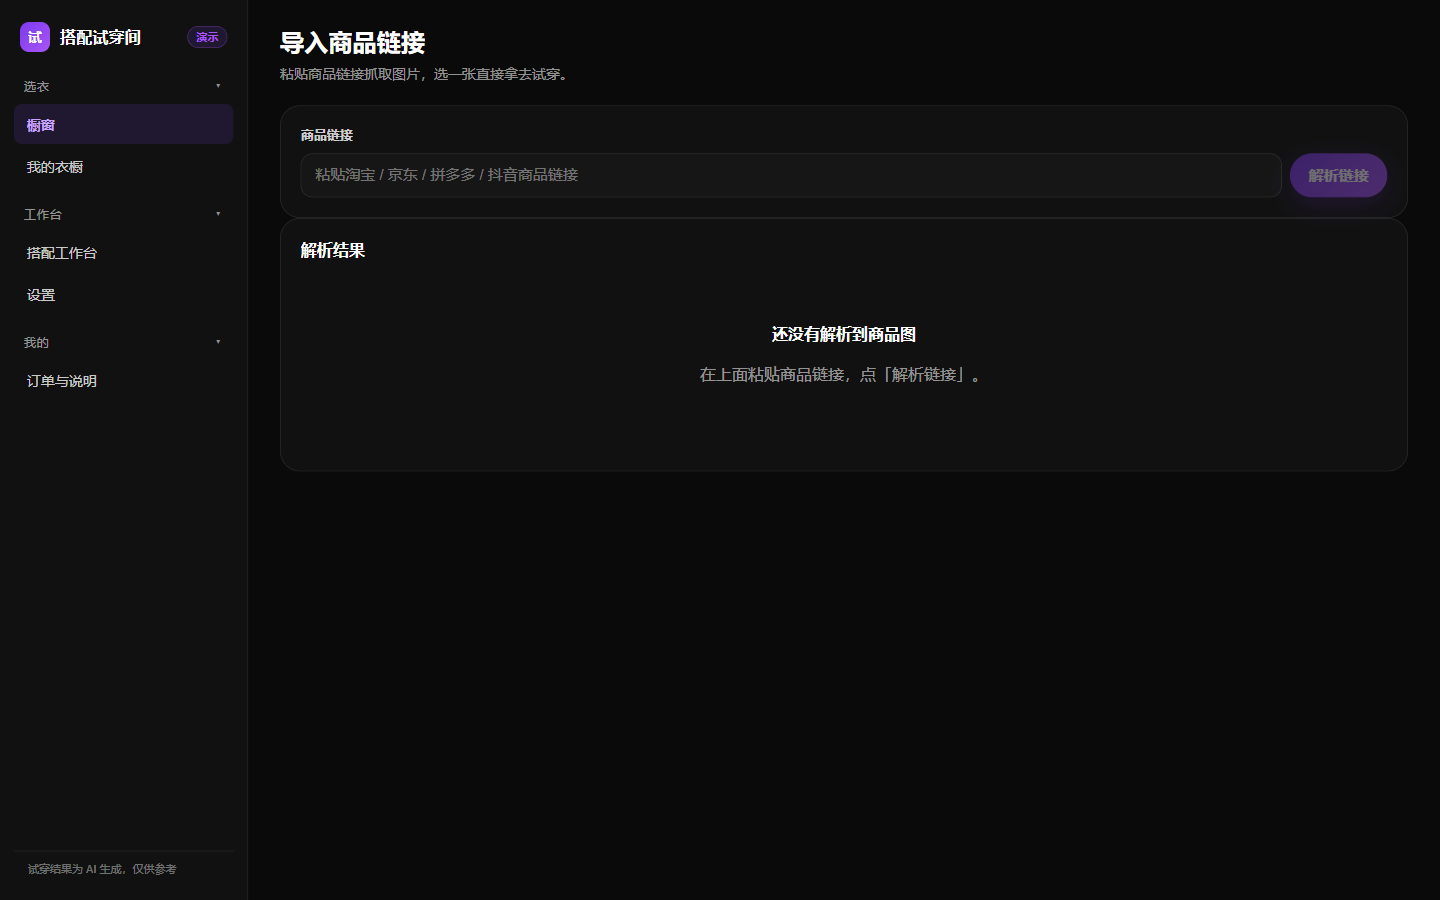 试 搭配试穿间 演示
选衣
橱窗
我的衣橱
工作台
搭配工作台
设置
我的
订单与说明
试穿结果为 AI 生成，仅供参考
导入商品链接
粘贴商品链接抓取图片，选一张直接拿去试穿。
商品链接
粘贴淘宝 / 京东 / 拼多多 / 抖音商品链接
解析链接
解析结果
还没有解析到商品图
在上面粘贴商品链接，点「解析链接」。